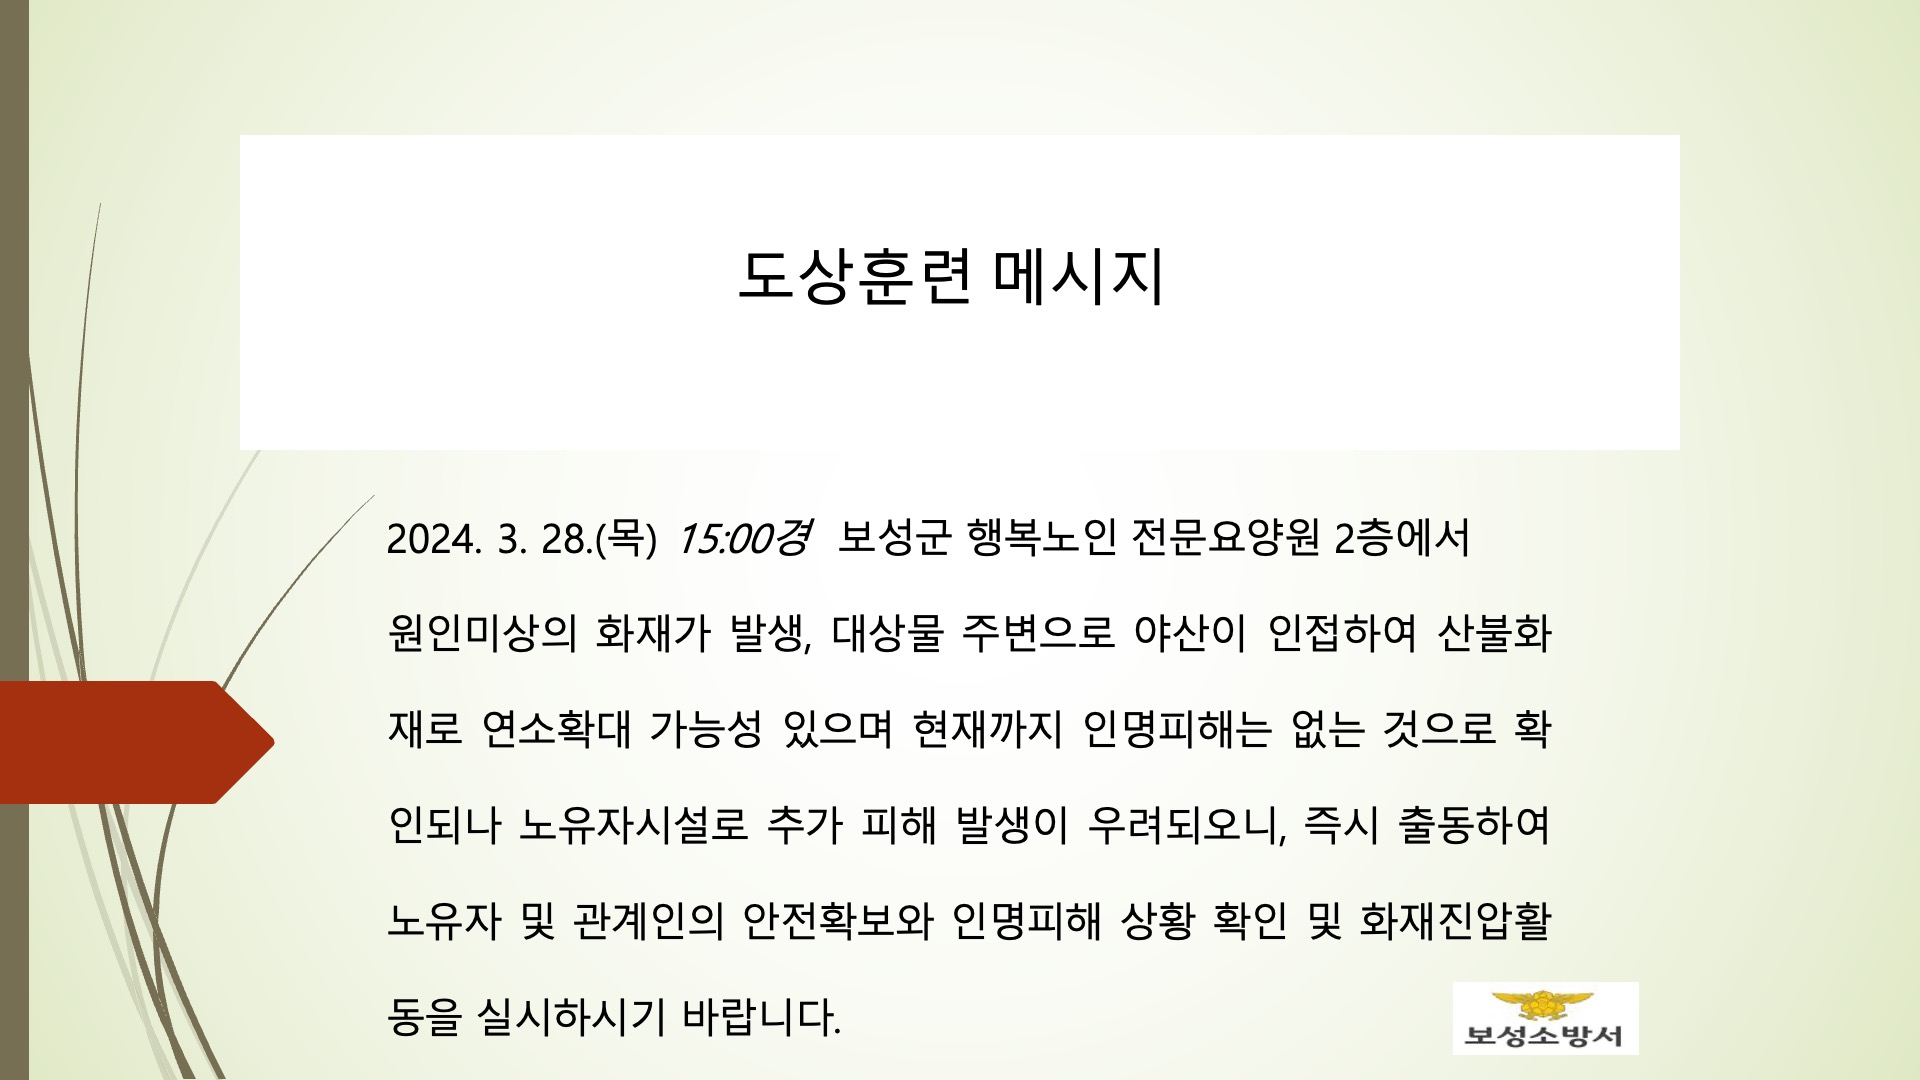 도상훈련 메시지
2024. 3. 28.(목) 15:00경 보성군 행복노인 전문요양원 2층에서
원인미상의 화재가 발생, 대상물 주변으로 야산이 인접하여 산불화
재로 연소확대 가능성 있으며 현재까지 인명피해는 없는 것으로 확
인되나 노유자시설로 추가 피해 발생이 우려되오니, 즉시 출동하여
노유자 및 관계인의 안전확보와 인명피해 상황 확인 및 화재진압활
동을 실시하시기 바랍니다.
보성소방서